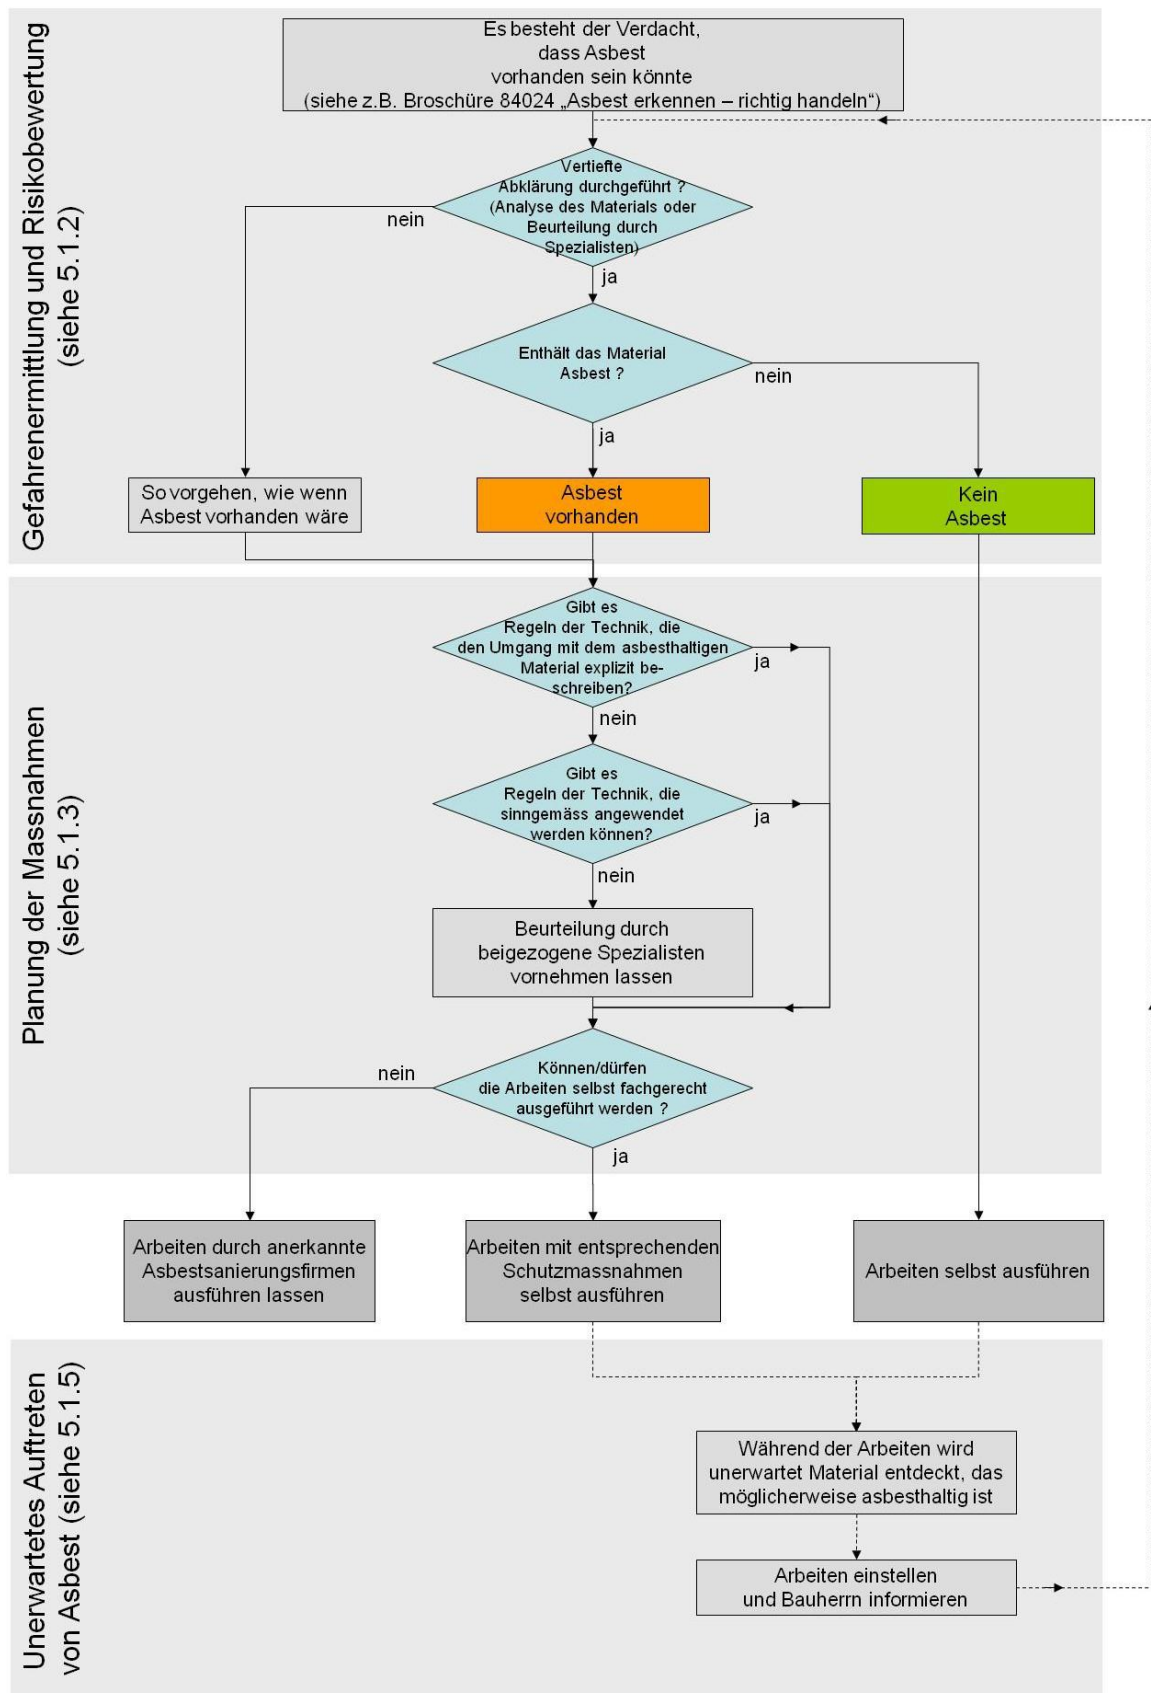 Gefahrenermittlung und Risikobewertung
(siehe 5.1.2)
Es besteht der Verdacht,
dass Asbest
vorhanden sein könnte
(siehe z.B. Broschüre 84024 „Asbest erkennen – richtig handeln“)
Vertiefte
Abklärung durchgeführt ?
(Analyse des Materials oder
Beurteilung durch
Spezialisten)
nein
ja
Enthält das Material
Asbest ?
nein
ja
So vorgehen, wie wenn
Asbest vorhanden wäre
Asbest
vorhanden
Kein
Asbest
Planung der Massnahmen
(siehe 5.1.3)
Gibt es
Regeln der Technik, die
den Umgang mit dem asbesthaltigen
Material explizit be-
schreiben?
ja
nein
Gibt es
Regeln der Technik, die
sinngemäss angewendet
werden können?
ja
nein
Beurteilung durch
beigezogene Spezialisten
vornehmen lassen
Können/dürfen
die Arbeiten selbst fachgerecht
ausgeführt werden ?
nein
ja
Arbeiten durch anerkannte
Asbestsanierungsfirmen
ausführen lassen
Arbeiten mit entsprechenden
Schutzmassnahmen
selbst ausführen
Arbeiten selbst ausführen
Unerwartetes Auftreten
von Asbest (siehe 5.1.5)
Während der Arbeiten wird
unerwartet Material entdeckt, das
möglicherweise asbesthaltig ist
Arbeiten einstellen
und Bauherrn informieren